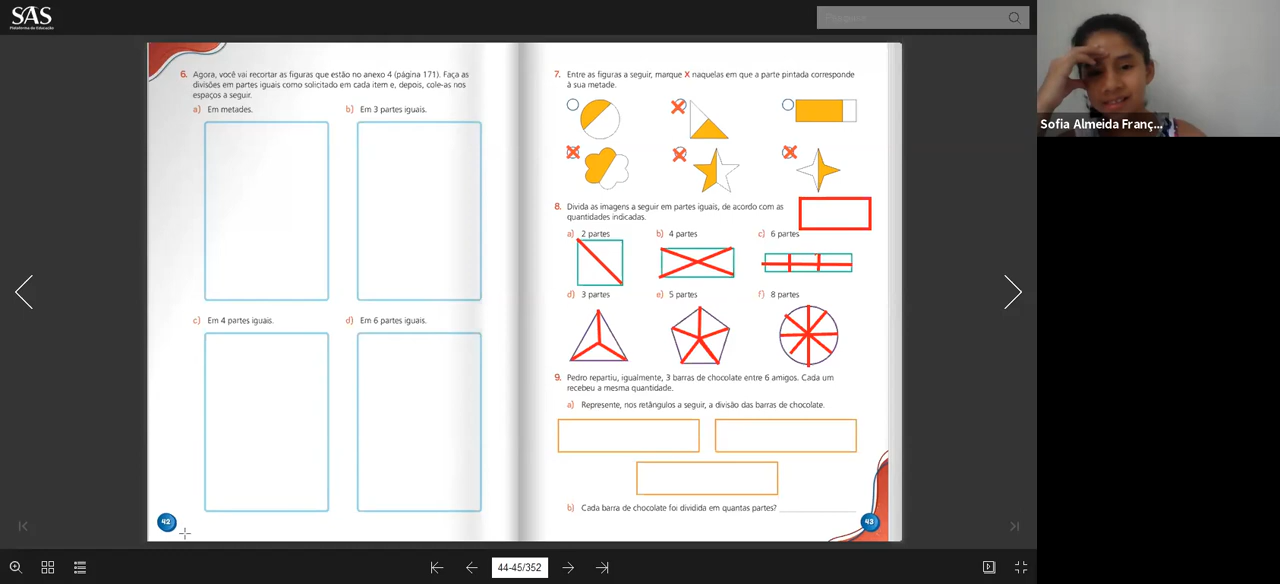 SAS
Plataforma de Educação
Pesquisar
6. Agora, você vai recortar as figuras que estão no anexo 4 (página 171). Faça as
divisões em partes iguais como solicitado em cada item e, depois, cole-as nos
espaços a seguir.
a) Em metades.
b) Em 3 partes iguais.
c) Em 4 partes iguais.
d) Em 6 partes iguais.
42
7. Entre as figuras a seguir, marque X naquelas em que a parte pintada corresponde
à sua metade.
8. Divida as imagens a seguir em partes iguais, de acordo com as
quantidades indicadas.
a) 2 partes
b) 4 partes
c) 6 partes
d) 3 partes
e) 5 partes
f) 8 partes
9. Pedro repartiu, igualmente, 3 barras de chocolate entre 6 amigos. Cada um
recebeu a mesma quantidade.
a) Represente, nos retângulos a seguir, a divisão das barras de chocolate.
b) Cada barra de chocolate foi dividida em quantas partes?
43
44-45/352
Sofia Almeida Franç...